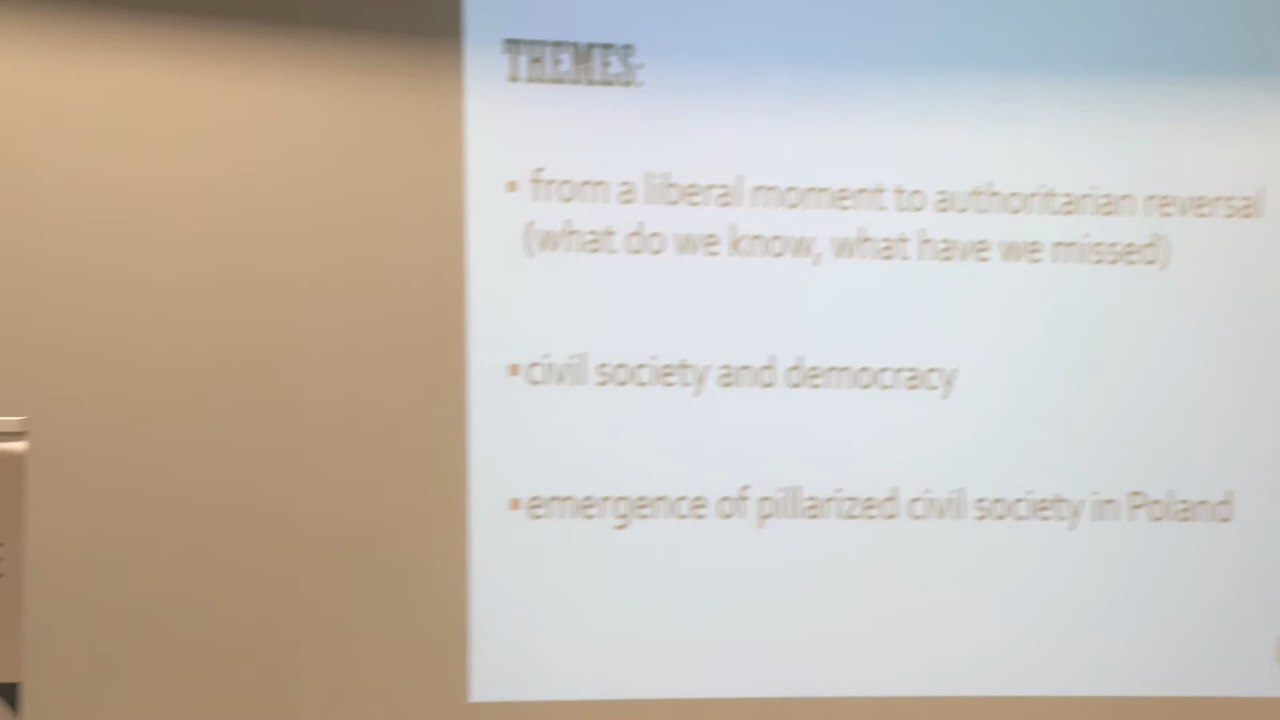 THEMES:
▪ from a liberal moment to authoritarian reversal
(what do we know, what have we missed)
▪civil society and democracy
▪emergence of pillarized civil society in Poland